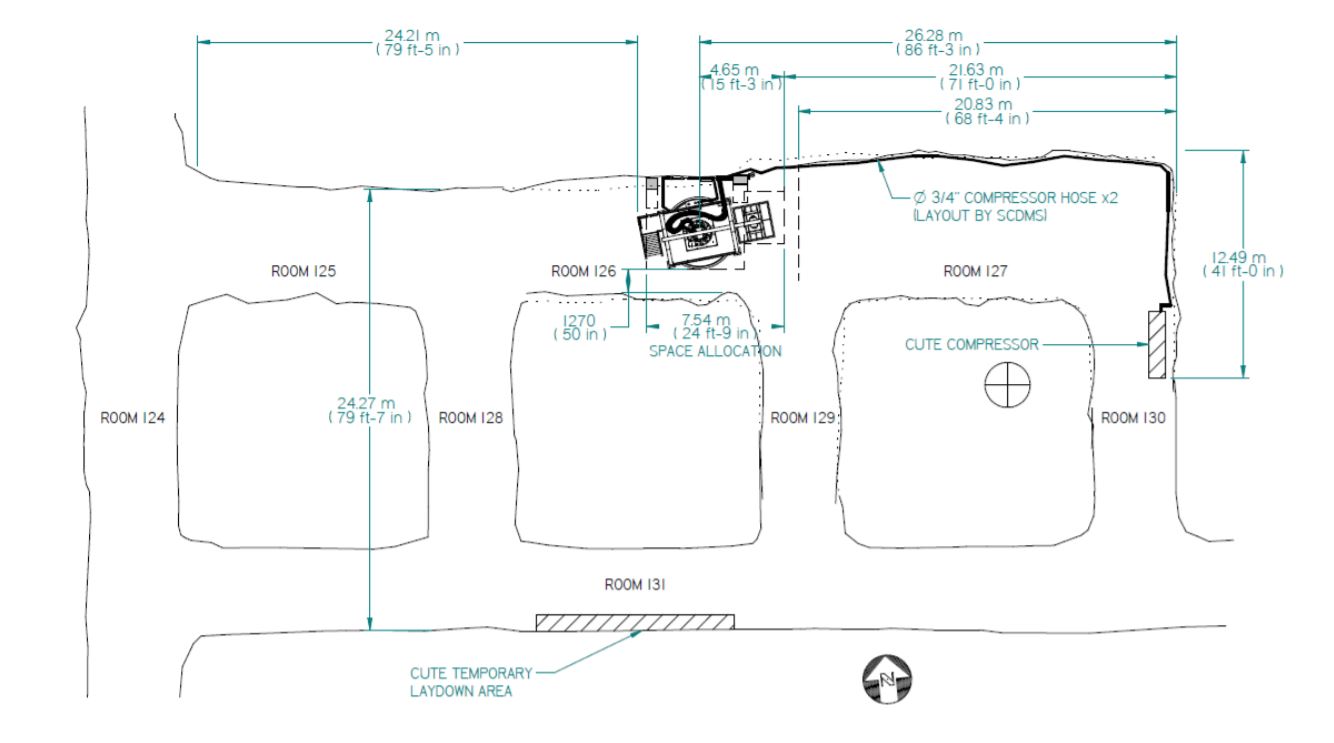 24.21 m
( 79 ft-5 in )
26.28 m
( 86 ft-3 in )
4.65 m
( 15 ft-3 in )
21.63 m
( 71 ft-0 in )
20.83 m
( 68 ft-4 in )
Ø 3/4" COMPRESSOR HOSE x2
(LAYOUT BY SCDMS)
12.49 m
( 41 ft-0 in )
ROOM 125
ROOM 126
ROOM 127
1270
( 50 in )
7.54 m
( 24 ft-9 in )
SPACE ALLOCATION
CUTE COMPRESSOR
24.27 m
( 79 ft-7 in )
ROOM 124
ROOM 128
ROOM 129
ROOM 130
ROOM 131
CUTE TEMPORARY
LAYDOWN AREA
N